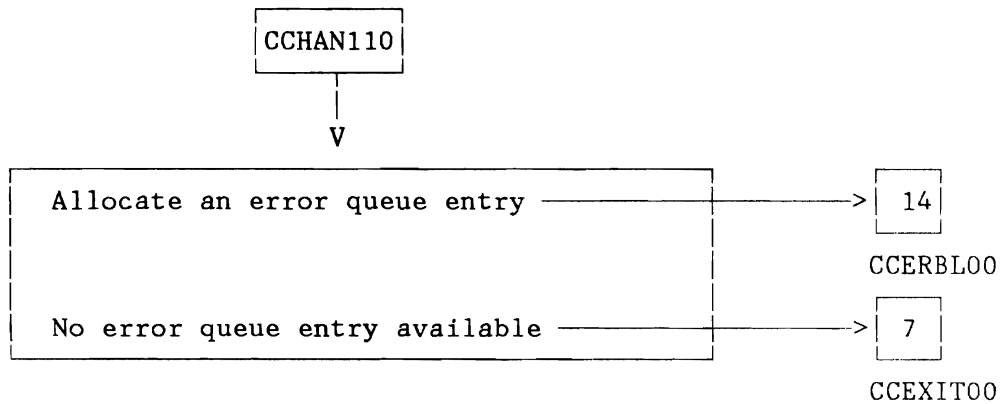 CCHAN110
V
Allocate an error queue entry > 14
CCERBL00
No error queue entry available > 7
CCEXIT00